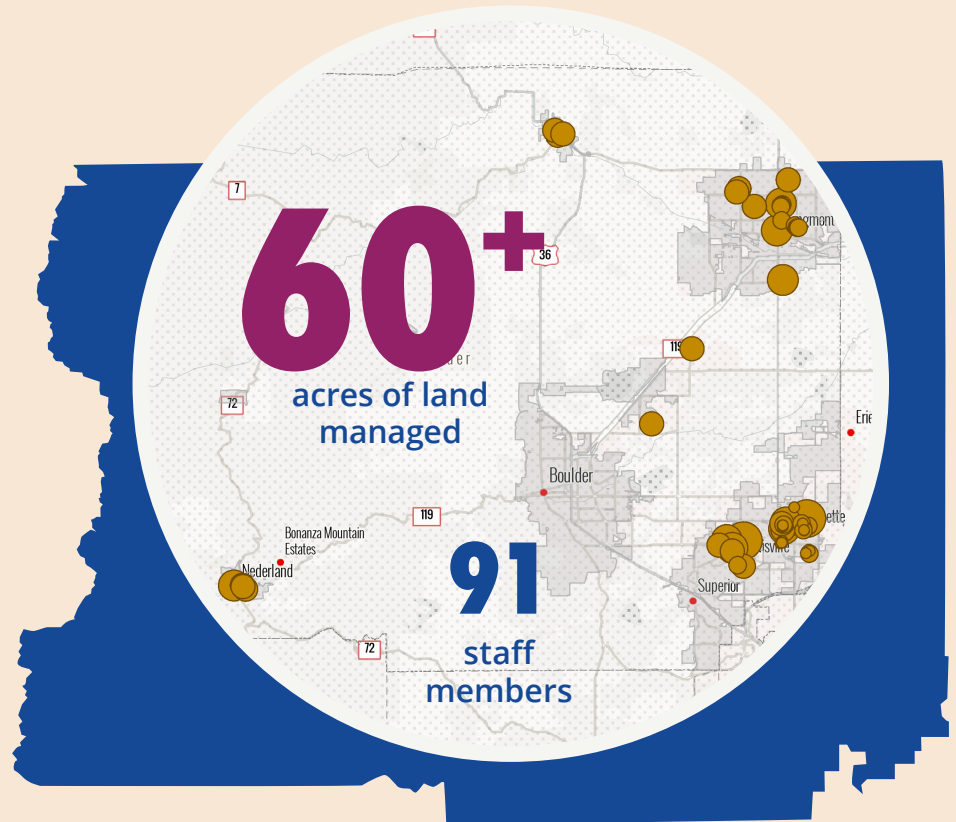 7
60+
36
119
acres of land
managed
72
Erie
Boulder
119
Bonanza Mountain
Estates
91
Nederland
Superior
72
staff
members